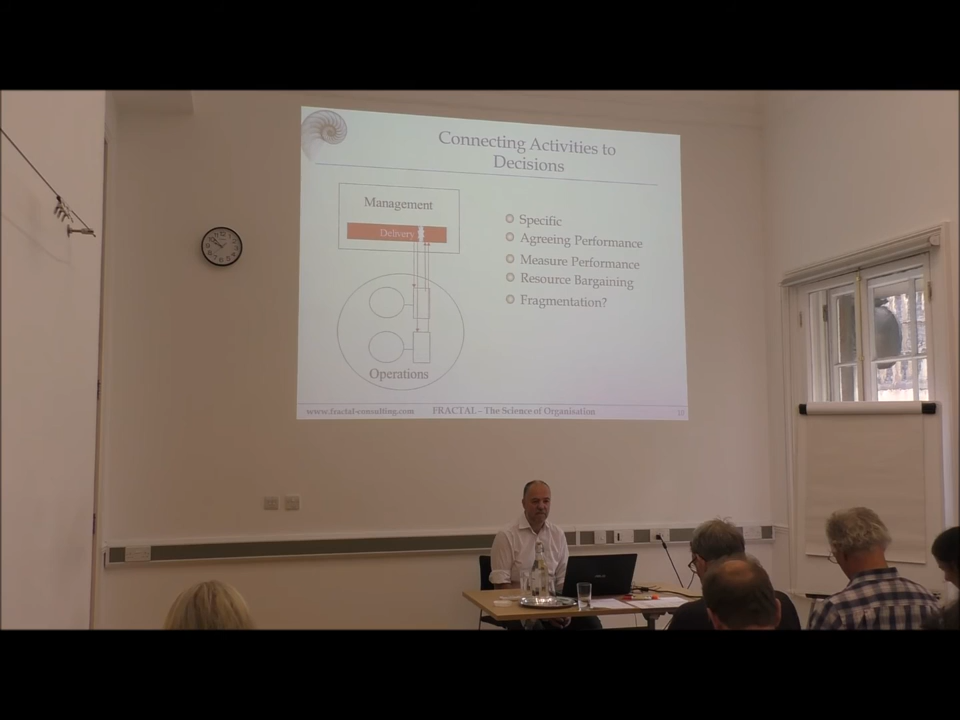 Connecting Activities to
Decisions
Management
Delivery
Operations
Specific
Agreeing Performance
Measure Performance
Resource Bargaining
Fragmentation?
www.fractal-consulting.com FRACTAL - The Science of Organisation